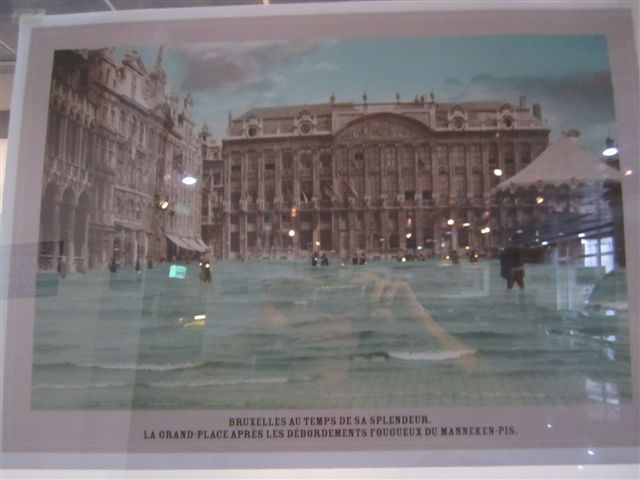 BRUXELLES AU TEMPS DE SA SPLENDEUR.
LA GRAND-PLACE APRÈS LES DÉBORDEMENTS FOUGUEUX DU MANNEKEN-PIS.